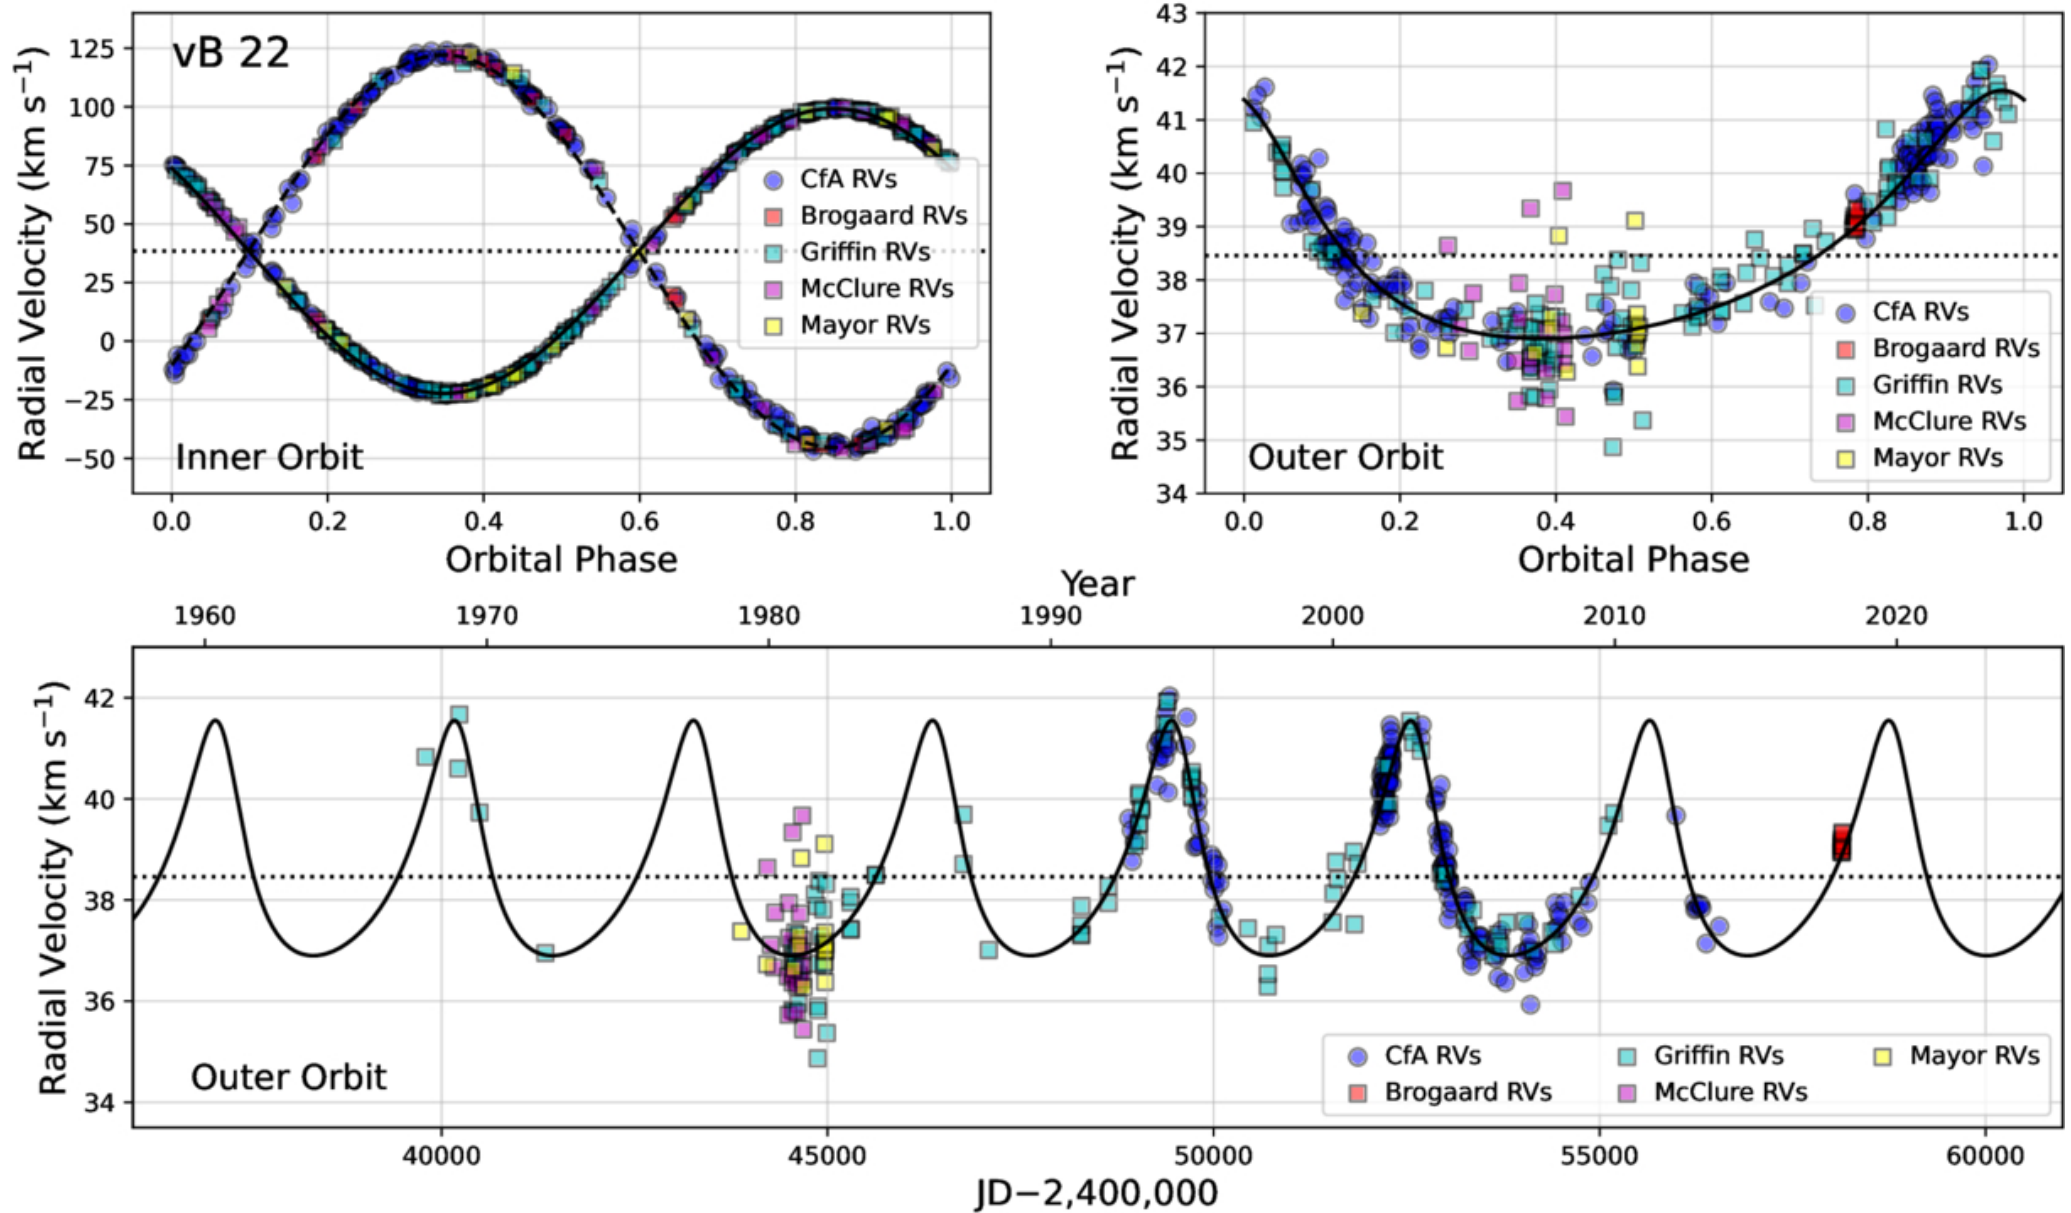 vB 22
Radial Velocity (km s−1)
125
100
75
50
25
0
−25
−50
CfA RVs
Brogaard RVs
Griffin RVs
McClure RVs
Mayor RVs
Inner Orbit
0.0 0.2 0.4 0.6 0.8 1.0
Orbital Phase
Radial Velocity (km s−1)
43
42
41
40
39
38
37
36
35
34
CfA RVs
Brogaard RVs
Griffin RVs
McClure RVs
Mayor RVs
Outer Orbit
0.0 0.2 0.4 0.6 0.8 1.0
Orbital Phase
Year
1960 1970 1980 1990 2000 2010 2020
Radial Velocity (km s−1)
42
40
38
36
34
Outer Orbit
CfA RVs Griffin RVs Mayor RVs
Brogaard RVs McClure RVs
40000 45000 50000 55000 60000
JD−2,400,000